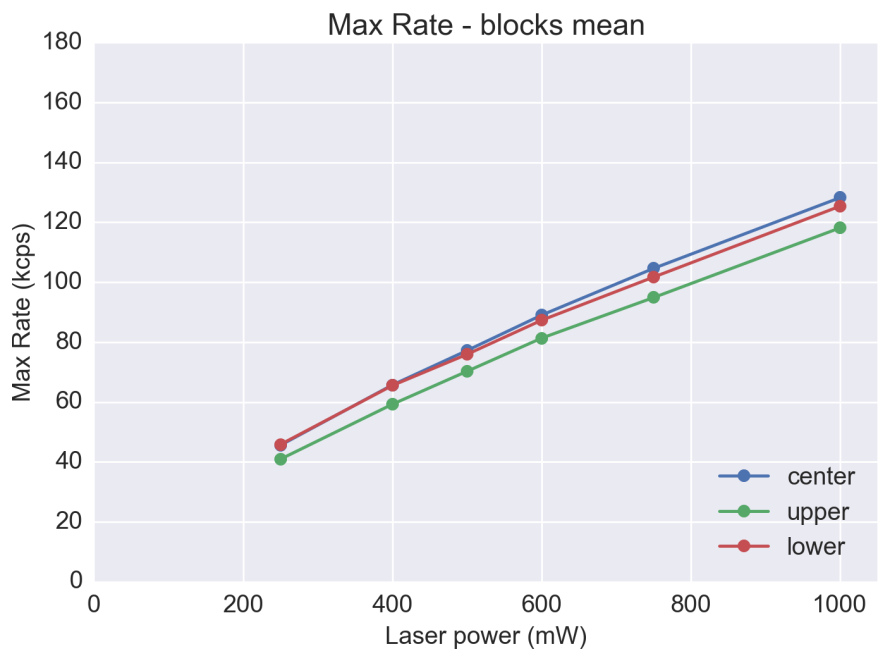 Max Rate - blocks mean
180
160
140
120
100
80
60
40
20
0
Max Rate (kcps)
center
upper
lower
0 200 400 600 800 1000
Laser power (mW)